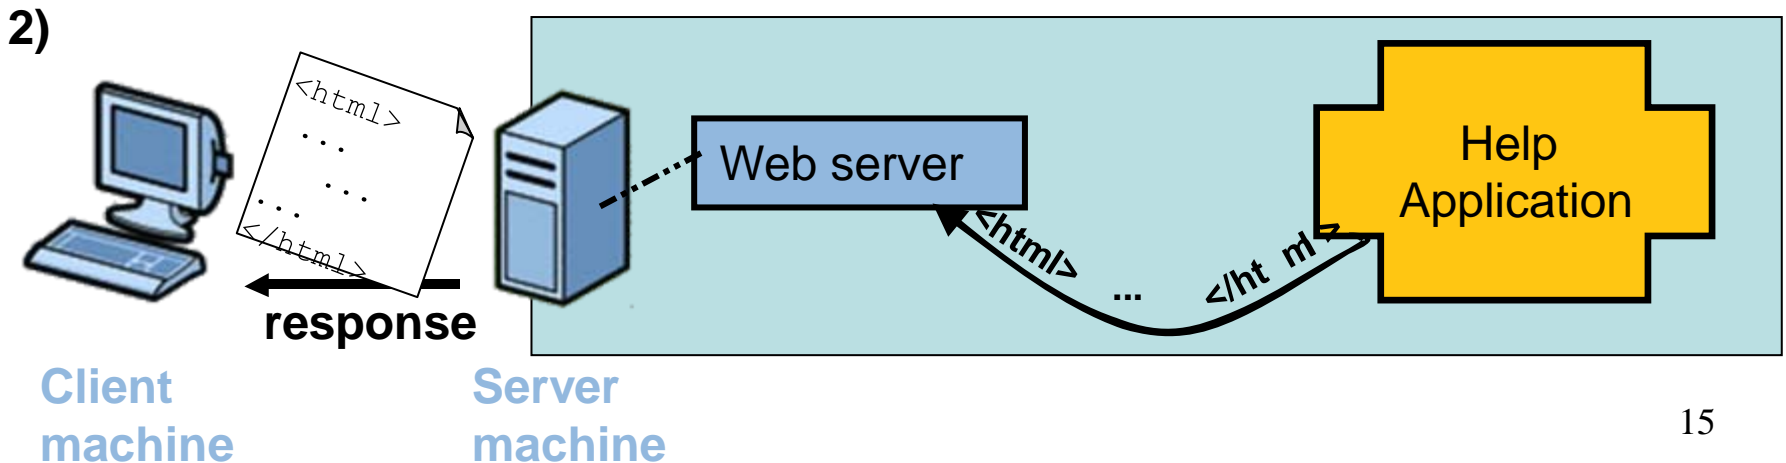 2)
<html>
...
...
...
</html>
response
Client
machine
Server
machine
Web server
<html>
...
</ht ml>
Help
Application
15